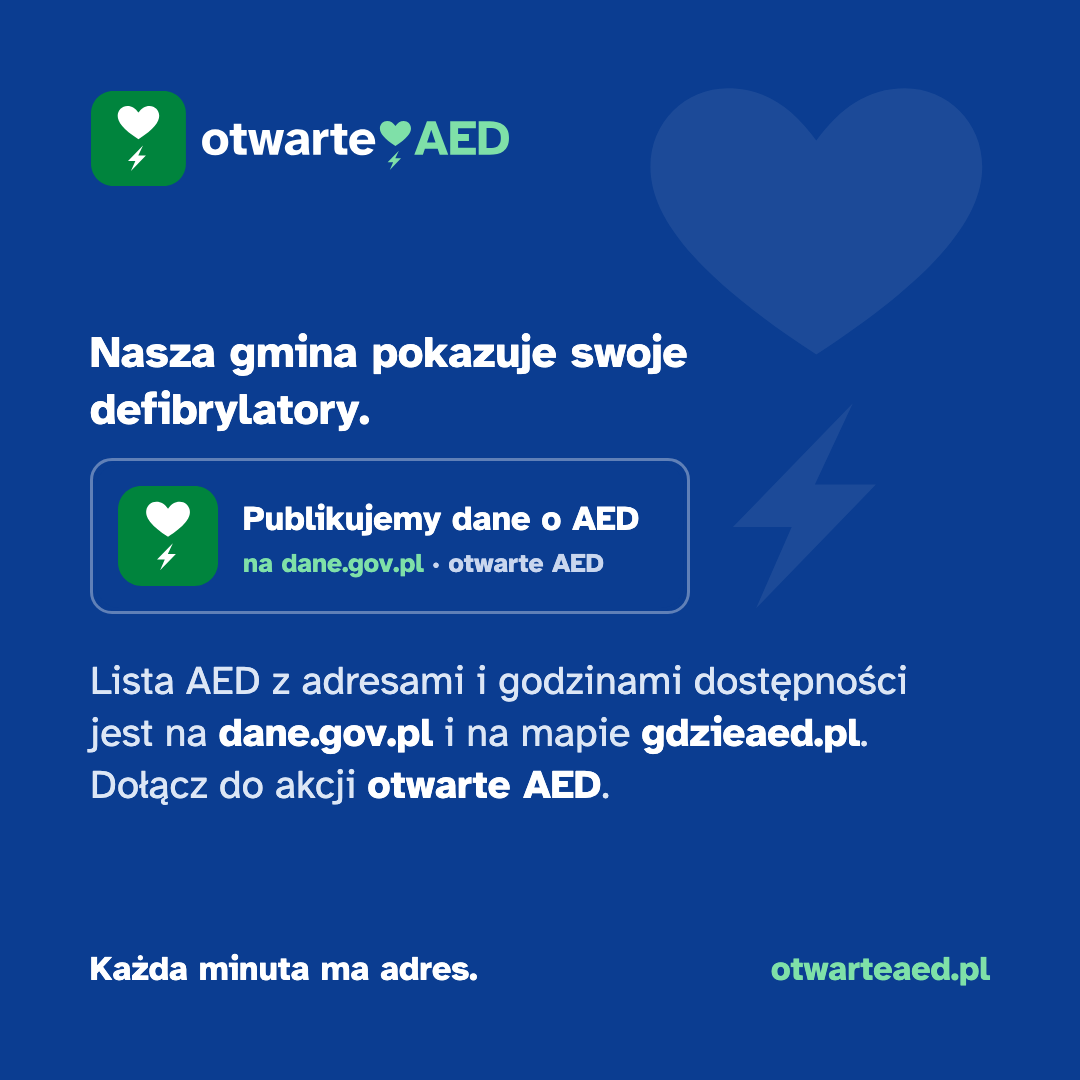 otwarte AED
Nasza gmina pokazuje swoje
defibrylatory.
Publikujemy dane o AED
na dane.gov.pl · otwarte AED
Lista AED z adresami i godzinami dostępności
jest na dane.gov.pl i na mapie gdzieaed.pl.
Dołącz do akcji otwarte AED.
Każda minuta ma adres.
otwarteaed.pl